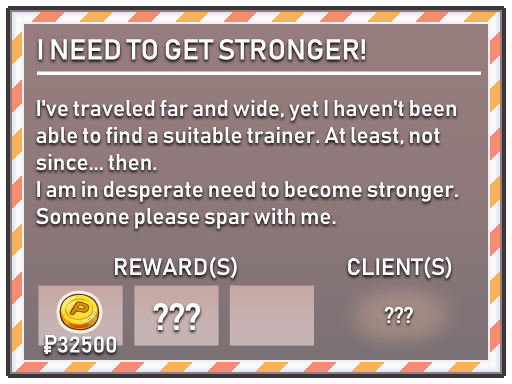 I NEED TO GET STRONGER!
I've traveled far and wide, yet I haven't been
able to find a suitable trainer. At least, not
since... then.
I am in desperate need to become stronger.
Someone please spar with me.
REWARD(S) CLIENT(S)
P
??? ???
₽32500